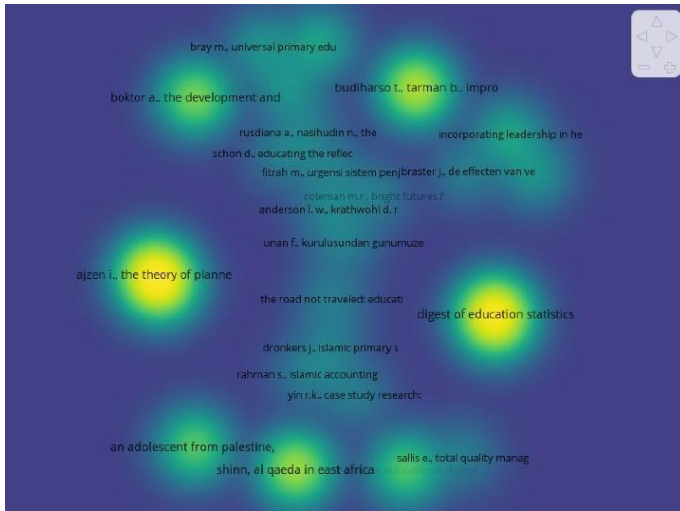 bray m., universal primary edu
budiharso t., tarman b., impro
boktor a., the development and
rusdiana a., nasihudin n., the
incorporating leadership in he
schon d., educating the reflec
fitrah m., urgensi sistem penj
braster j., de effecten van ve
coleman m.r., bright futures f
anderson l. w., krathwohl d. r
unan f., kurulusundan gunumuze
ajzen i., the theory of planne
the road not traveled: educati
digest of education statistics
dronkers j., islamic primary s
rahman s., islamic accounting
yin r.k., case study research:
an adolescent from palestine,
sallis e., total quality manag
shinn, al qaeda in east africa